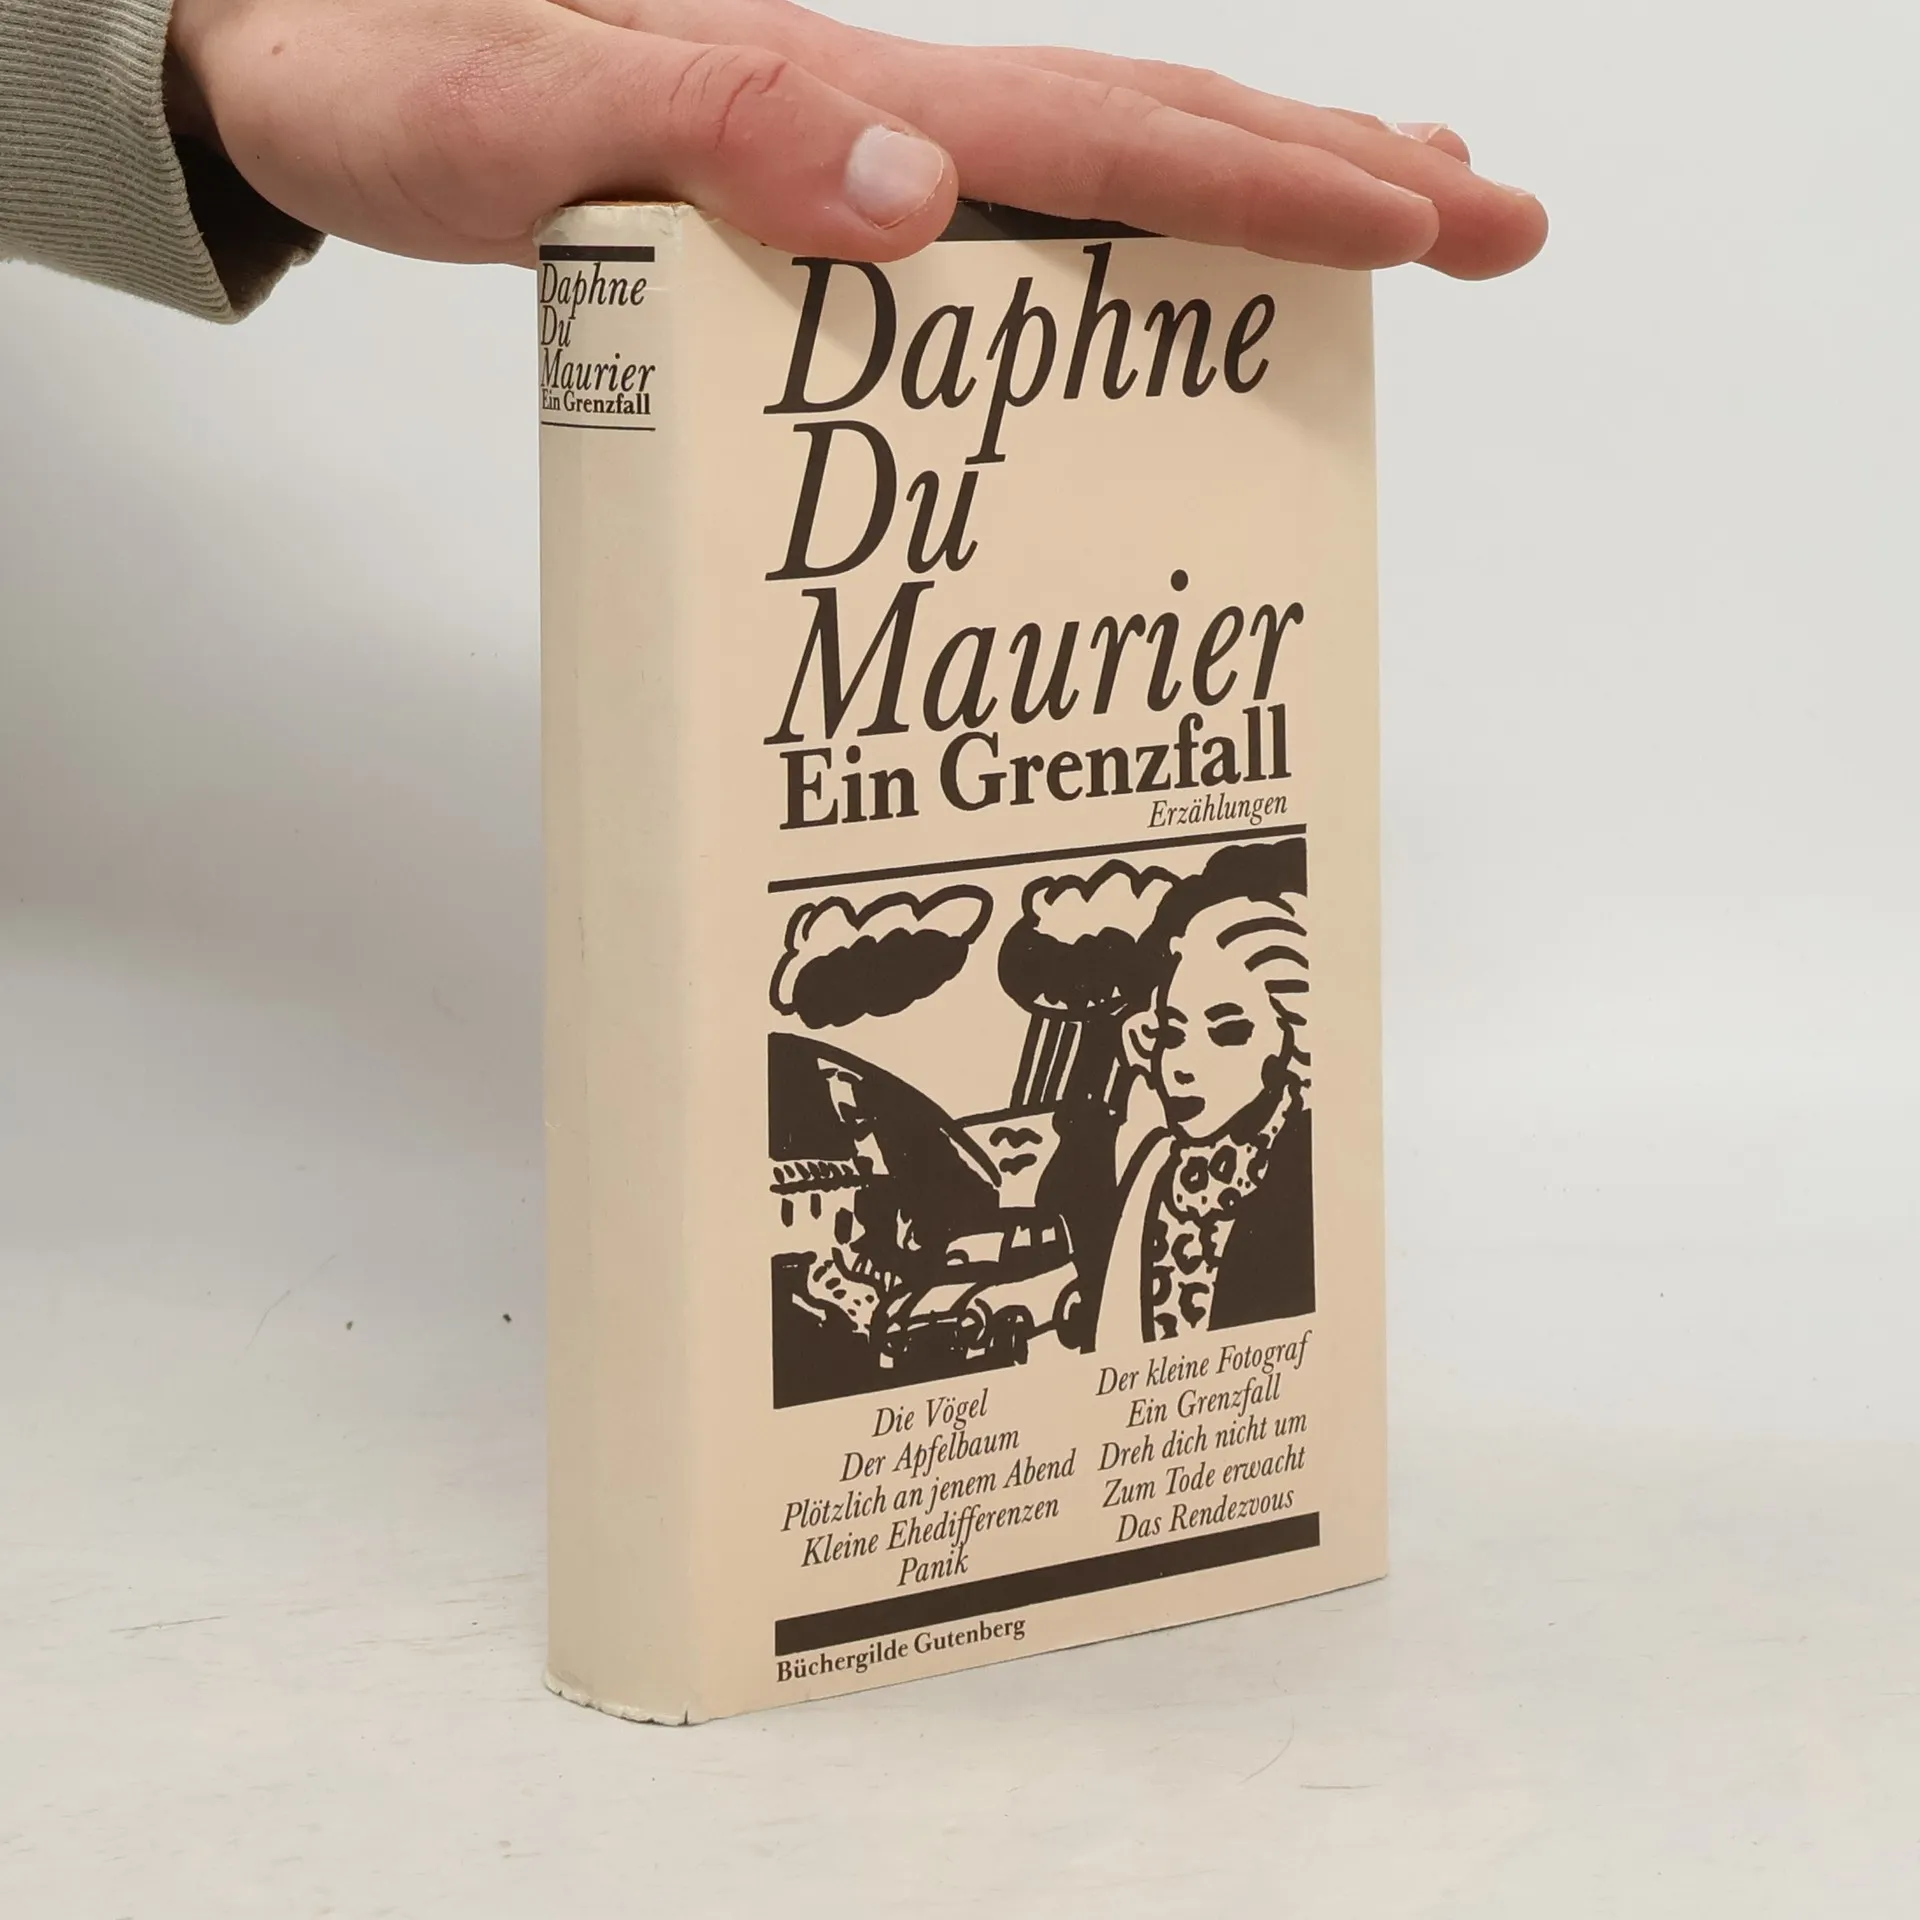 Daphne
Du
Maurier
Ein Grenzfall
Daphne
Du
Maurier
Ein Grenzfall
Erzählungen
Die Vögel
Der Apfelbaum
Plötzlich an jenem Abend
Kleine Ehedifferenzen
Panik
Der kleine Fotograf
Ein Grenzfall
Dreh dich nicht um
Zum Tode erwacht
Das Rendezvous
Büchergilde Gutenberg